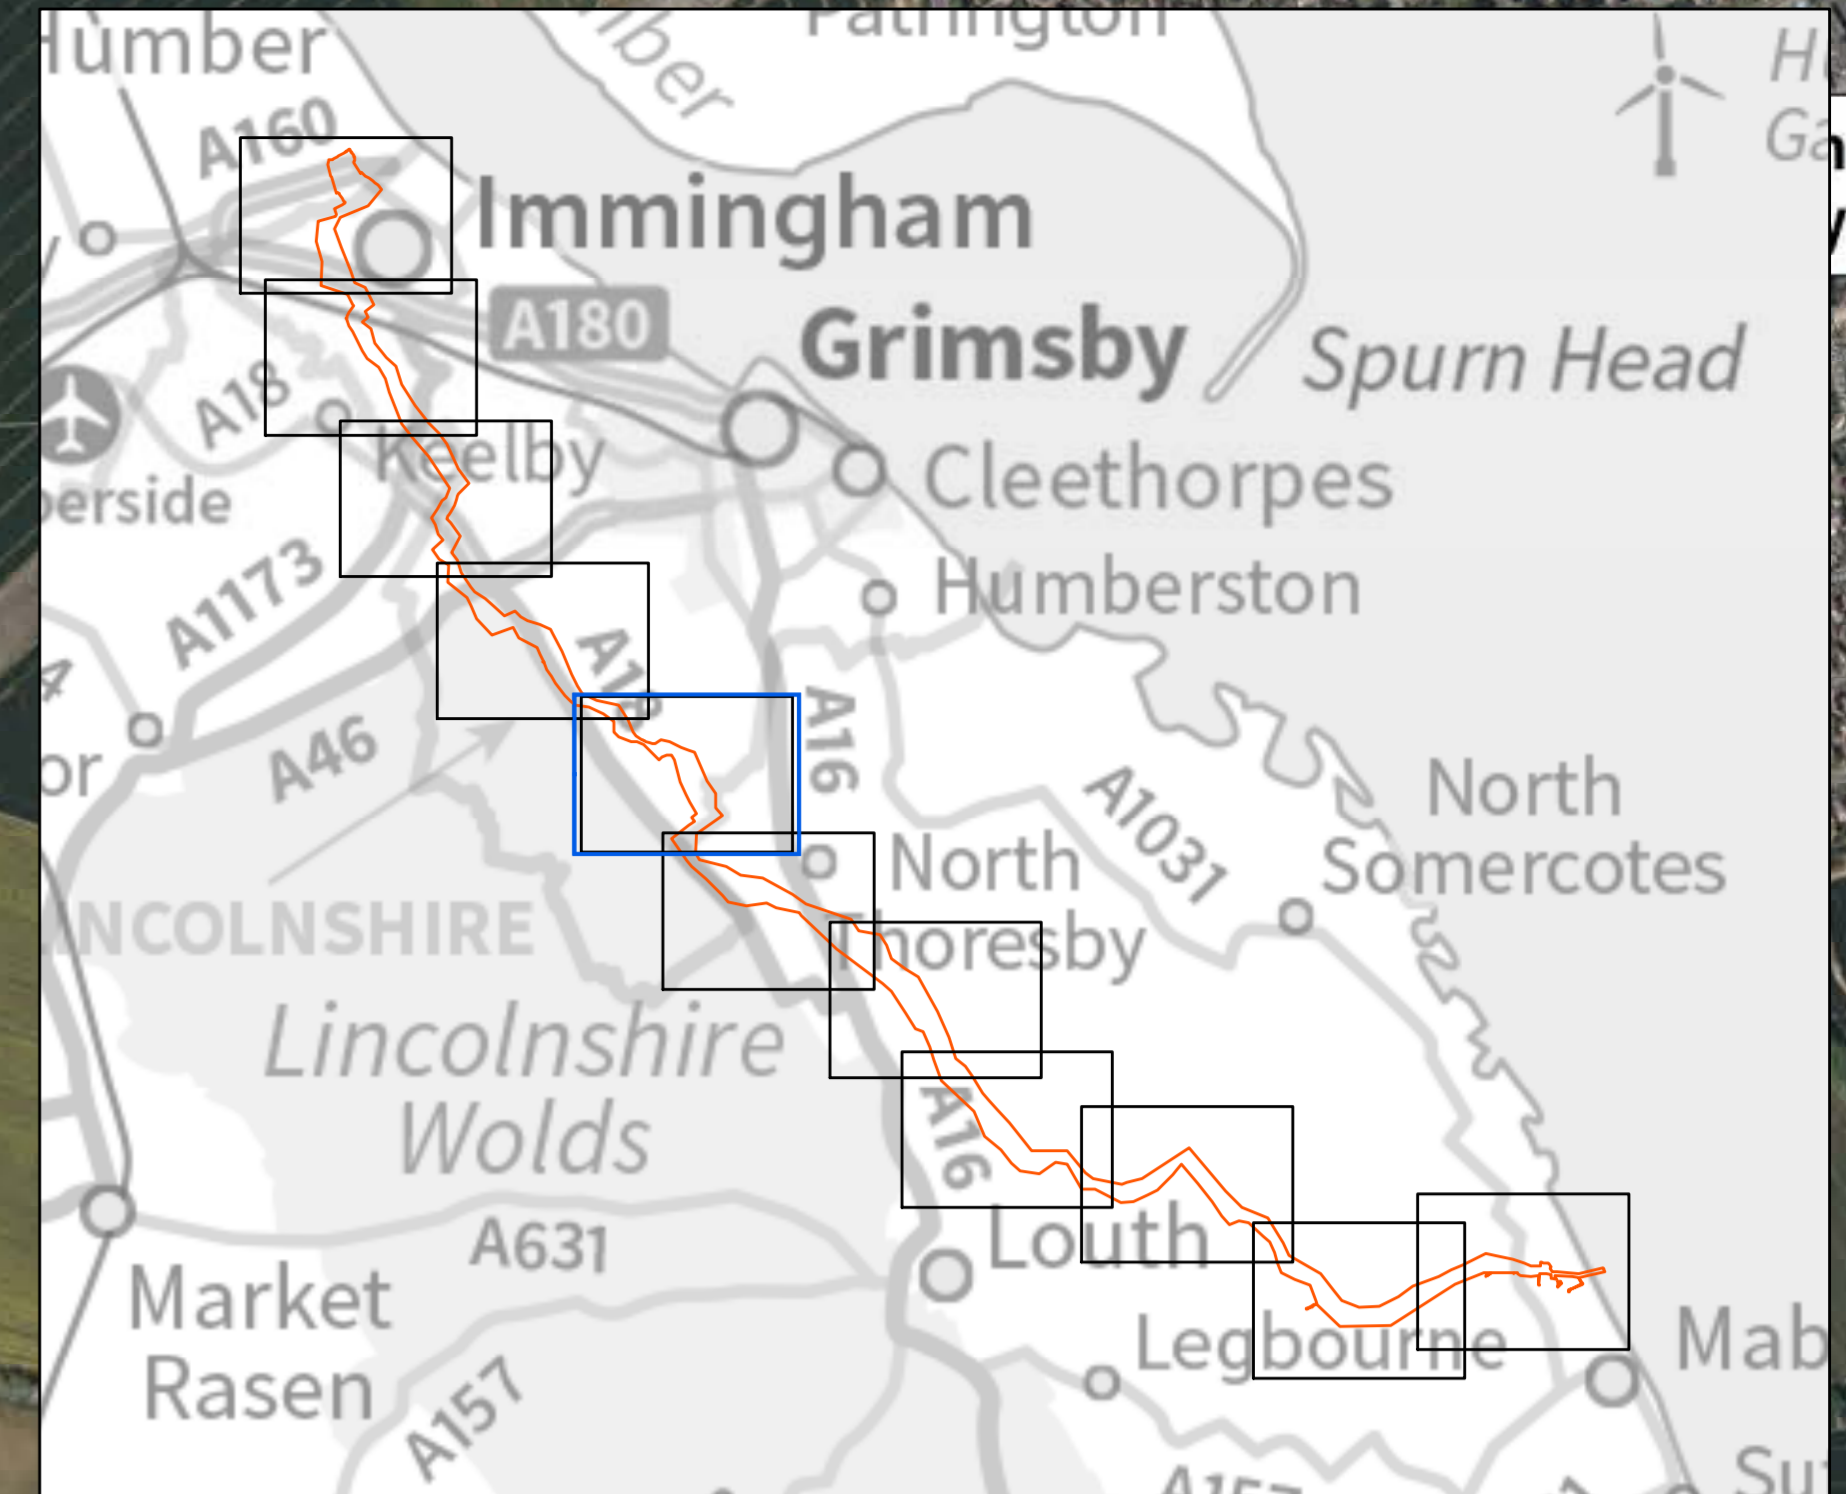 Humber
Patrington
A160
Immingham
A180
Grimsby
Spurn Head
A18
Keelby
Cleethorpes
A1173
Humberston
A18
A46
A16
A1031
North
Somercotes
North
Thoresby
LINCOLNSHIRE
Lincolnshire
Wolds
A16
A631
Louth
Market
Rasen
Legbourne
A157